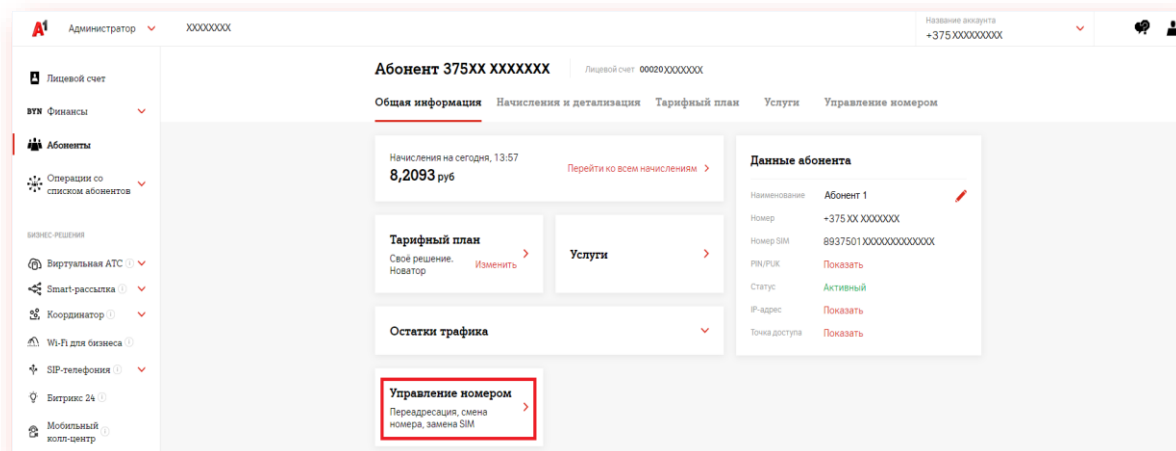 A1
Администратор
XXXXXXXX
Название аккаунта
+375 XXXXXXXXX
Лицевой счет
BYN Финансы
Абоненты
Операции со
списком абонентов
БИЗНЕС-РЕШЕНИЯ
Виртуальная АТС
Smart-рассылка
Координатор
Wi-Fi для бизнеса
SIP-телефония
Битрикс 24
Мобильный
колл-центр
Абонент 375XX XXXXXXX
Лицевой счет 00020XXXXXXX
Общая информация
Начисления и детализация
Тарифный план
Услуги
Управление номером
Начисления на сегодня, 13:57
8,2093 руб
Перейти ко всем начислениям
Тарифный план
Своё решение.
Новатор
Изменить
Услуги
Остатки трафика
Управление номером
Переадресация, смена
номера, замена SIM
Данные абонента
Наименование Абонент 1
Номер +375 XX XXXXXXX
Номер SIM 8937501XXXXXXXXXXXX
PIN/PUK Показать
Статус Активный
IP-адрес Показать
Точка доступа Показать